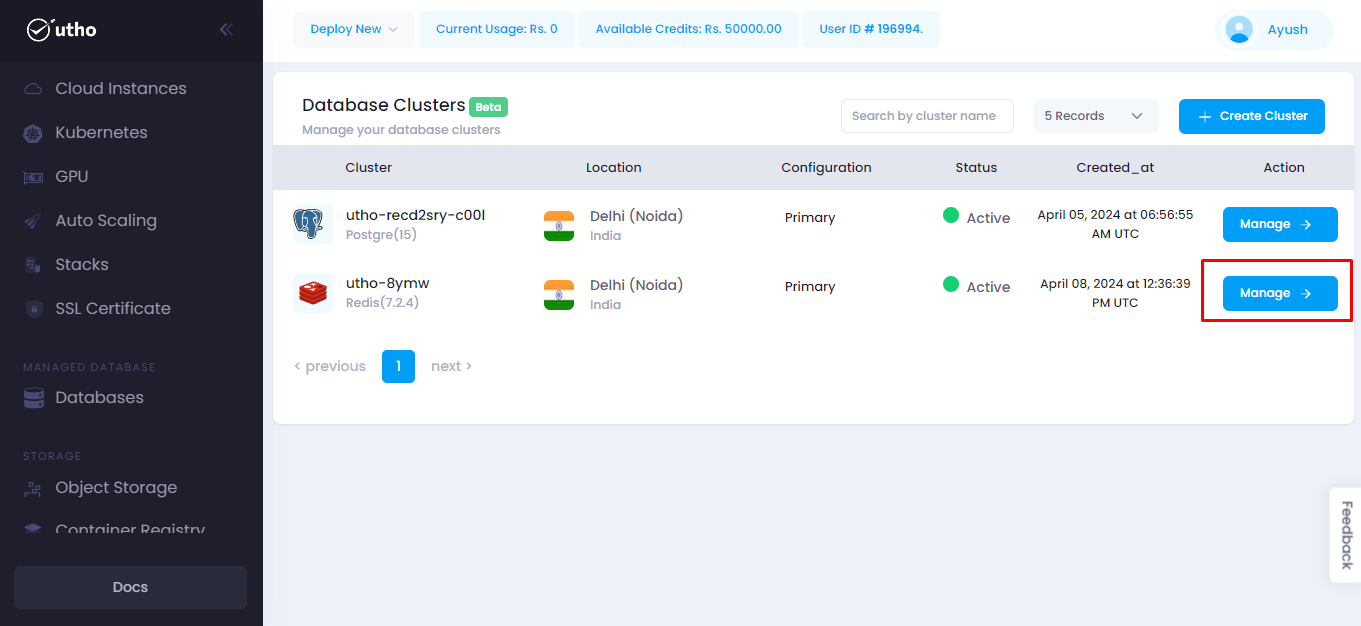 utho
Deploy New
Current Usage: Rs. 0
Available Credits: Rs. 50000.00
User ID # 196994.
Ayush
Cloud Instances
Kubernetes
GPU
Auto Scaling
Stacks
SSL Certificate
MANAGED DATABASE
Databases
STORAGE
Object Storage
Container Registry
Docs
Database Clusters Beta
Manage your database clusters
Search by cluster name
5 Records
+ Create Cluster
Cluster Location Configuration Status Created_at Action
utho-recd2sry-c00l
Postgre(15)
Delhi (Noida)
India
Primary
Active
April 05, 2024 at 06:56:55
AM UTC
Manage →
utho-8ymw
Redis(7.2.4)
Delhi (Noida)
India
Primary
Active
April 08, 2024 at 12:36:39
PM UTC
Manage →
< previous 1 next >
Feedback